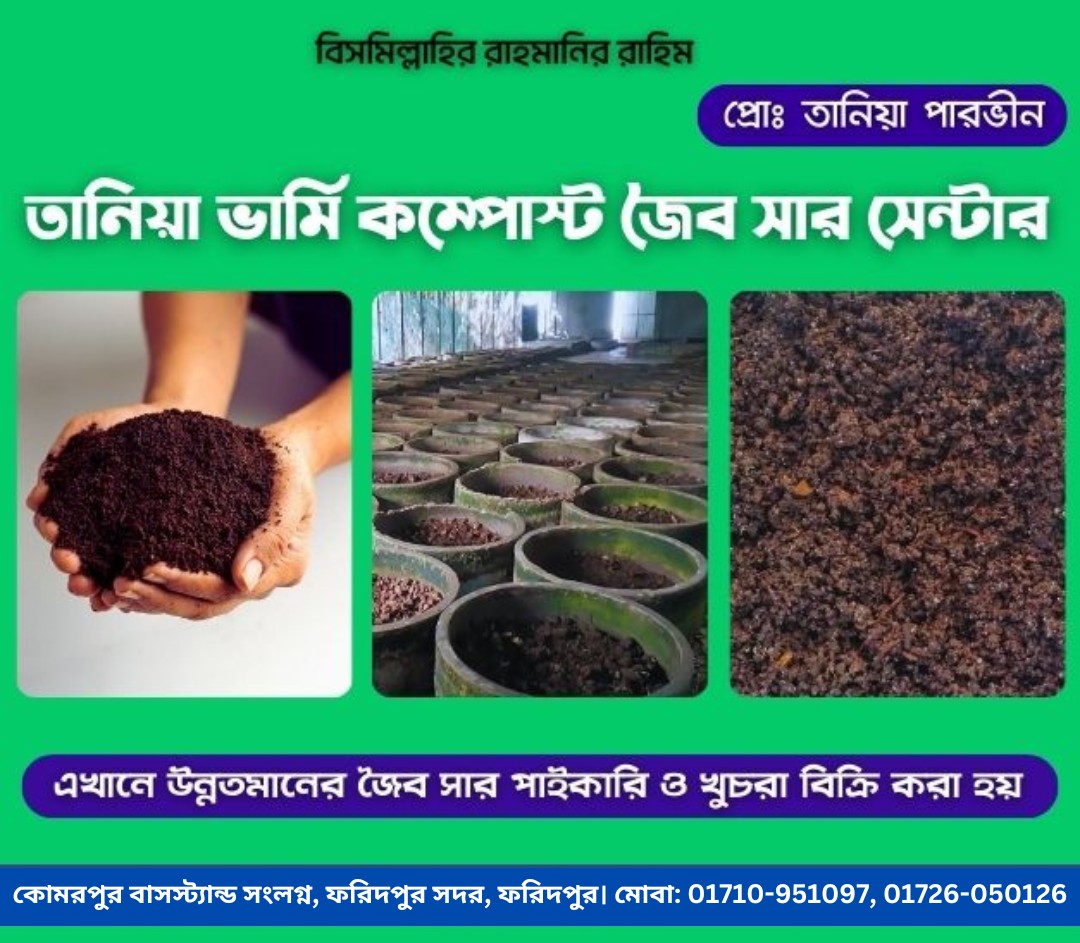 বিসমিল্লাহির রাহমানির রাহিম
প্রোঃ তানিয়া পারভীন
তানিয়া ভার্মি কম্পোস্ট জৈব সার সেন্টার
এখানে উন্নতমানের জৈব সার পাইকারি ও খুচরা বিক্রি করা হয়
কোমরপুর বাসস্ট্যান্ড সংলগ্ন, ফরিদপুর সদর, ফরিদপুর। মোবা: 01710-951097, 01726-050126